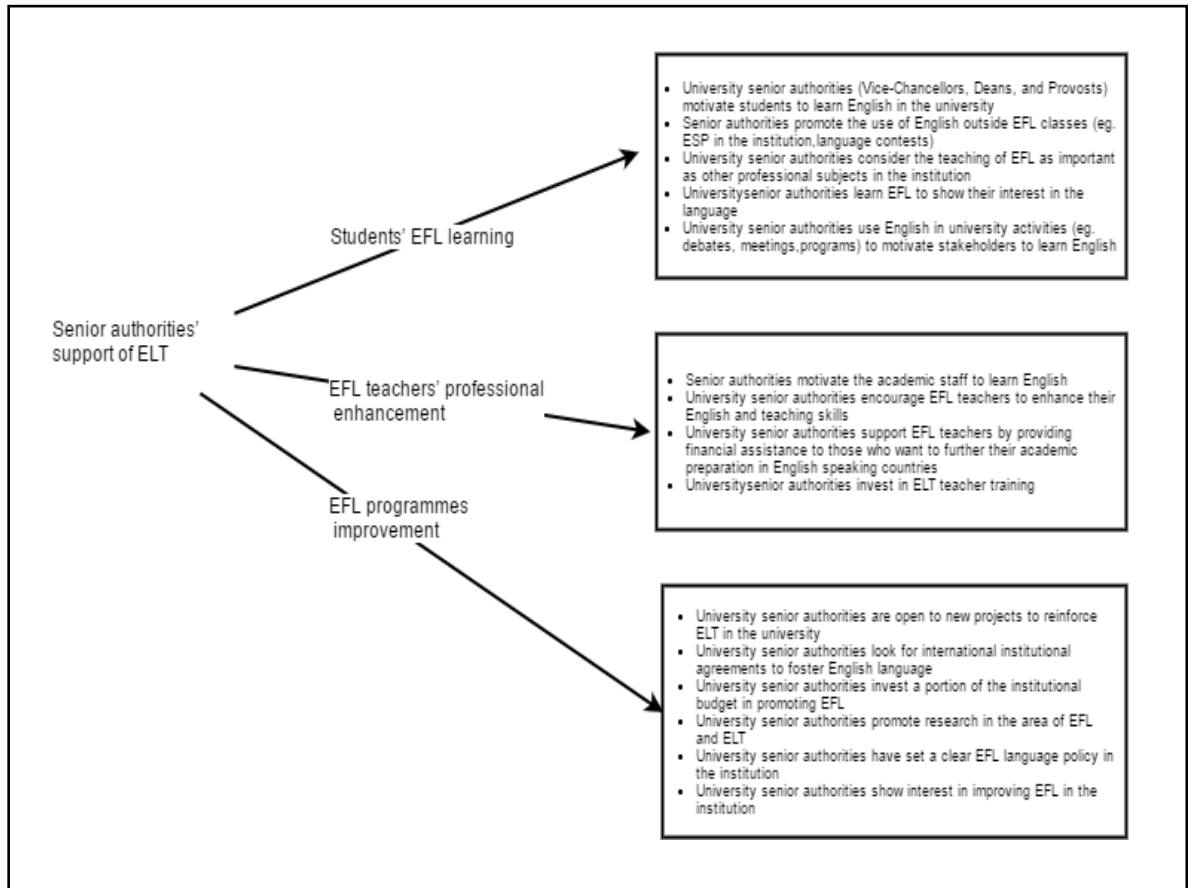 Senior authorities'
support of ELT
Students' EFL learning
• University senior authorities (Vice-Chancellors, Deans, and Provosts)
motivate students to learn English in the university
• Senior authorities promote the use of English outside EFL classes (eg.
ESP in the institution,language contests)
• University senior authorities consider the teaching of EFL as important
as other professional subjects in the institution
• Universitysenior authorities learn EFL to show their interest in the
language
• University senior authorities use English in university activities (eg.
debates, meetings,programs) to motivate stakeholders to learn English
EFL teachers' professional
enhancement
• Senior authorities motivate the academic staff to learn English
• University senior authorities encourage EFL teachers to enhance their
English and teaching skills
• University senior authorities support EFL teachers by providing
financial assistance to those who want to further their academic
preparation in English speaking countries
• Universitysenior authorities invest in ELT teacher training
EFL programmes
improvement
• University senior authorities are open to new projects to reinforce
ELT in the university
• University senior authorities look for international institutional
agreements to foster English language
• University senior authorities invest a portion of the institutional
budget in promoting EFL
• University senior authorities promote research in the area of EFL
and ELT
• University senior authorities have set a clear EFL language policy in
the institution
• University senior authorities show interest in improving EFL in the
institution